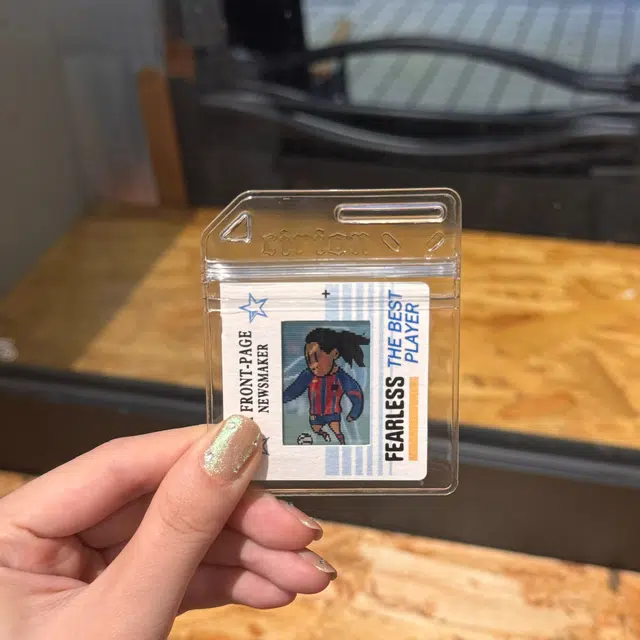 FRONT-PAGE
NEWSMAKER
FEARLESS
THE BEST
PLAYER